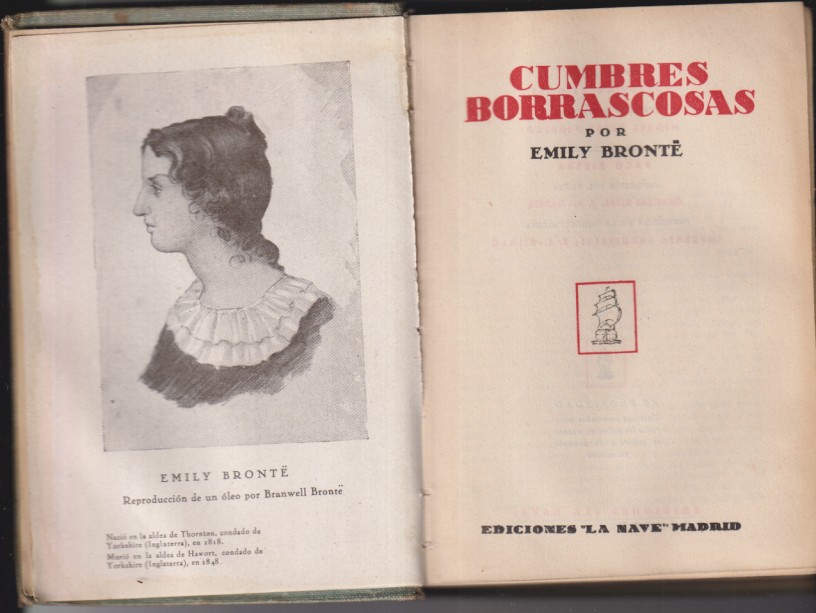 EMILY BRONTË
Reproducción de un óleo por Branwell Brontë
Nació en la aldea de Thornton, condado de
Yorkshire (Inglaterra), en 1818.
Murió en la aldea de Hawort, condado de
Yorkshire (Inglaterra), en 1848.
CUMBRES
BORRASCOSAS
POR
EMILY BRONTË
EDICIONES "LA NAVE" MADRID